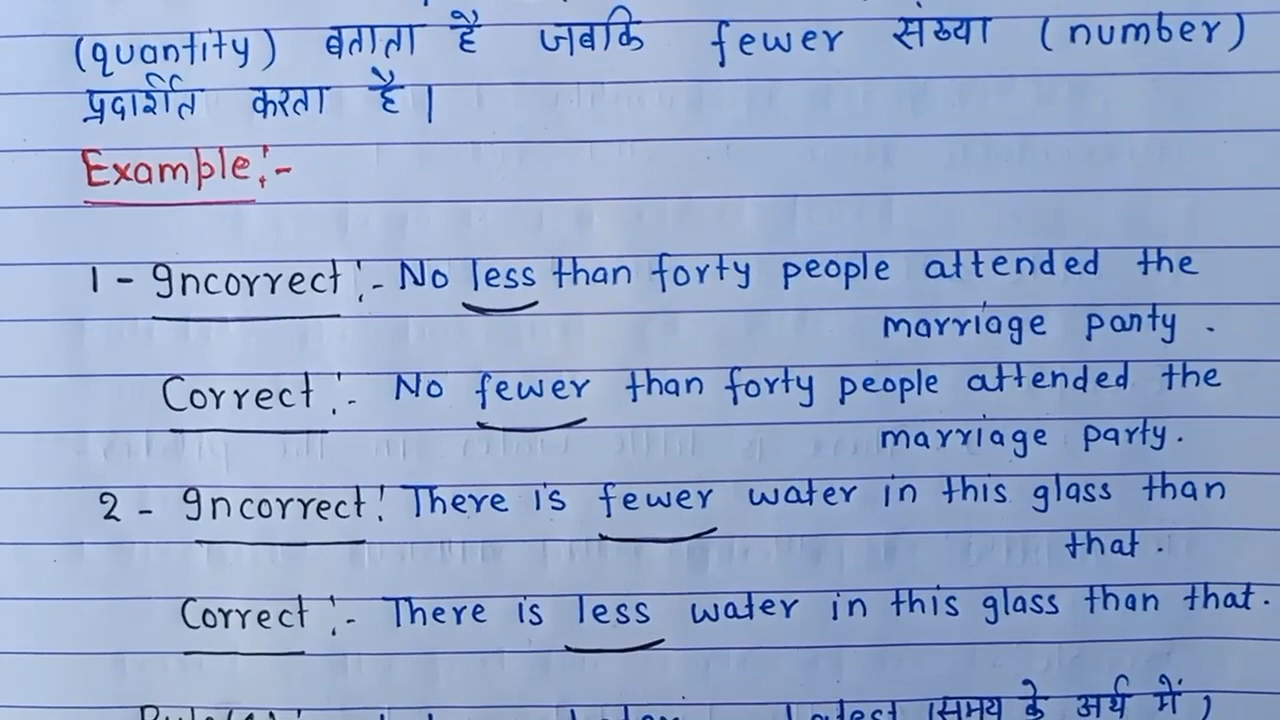 (quantity) बताता है जबकि fewer संख्या (number)
प्रदर्शित करता है।
Example:-
1 - Incorrect:- No less than forty people attended the
marriage party.
Correct:- No fewer than forty people attended the
marriage party.
2 - Incorrect: There is fewer water in this glass than
that.
Correct:- There is less water in this glass than that.
Latest (समय के अर्थ में,